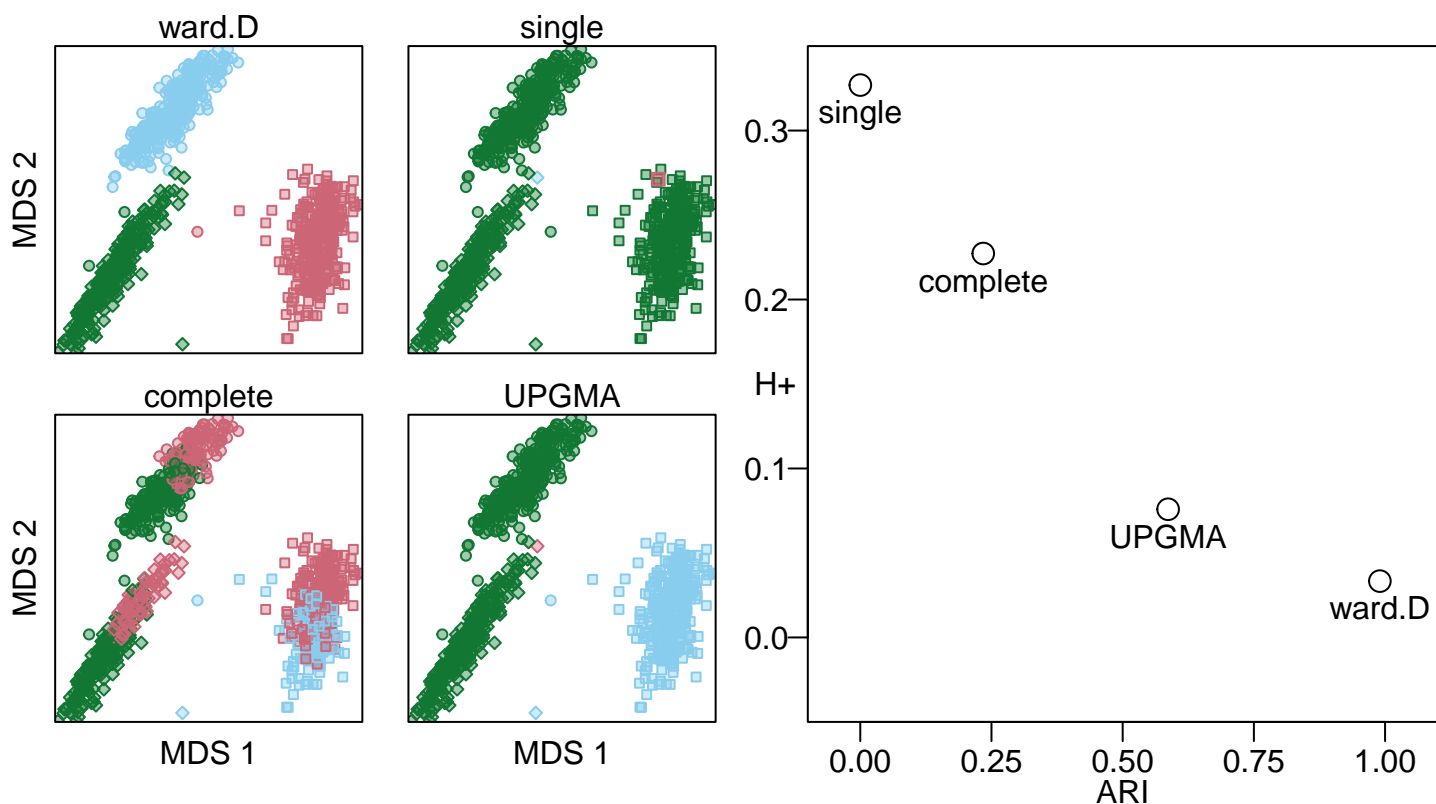 ward.D
single
MDS 2
complete
UPGMA
MDS 2
MDS 1
MDS 1
H+
0.3
0.2
0.1
0.0
single
complete
UPGMA
ward.D
0.00
0.25
0.50
0.75
1.00
ARI